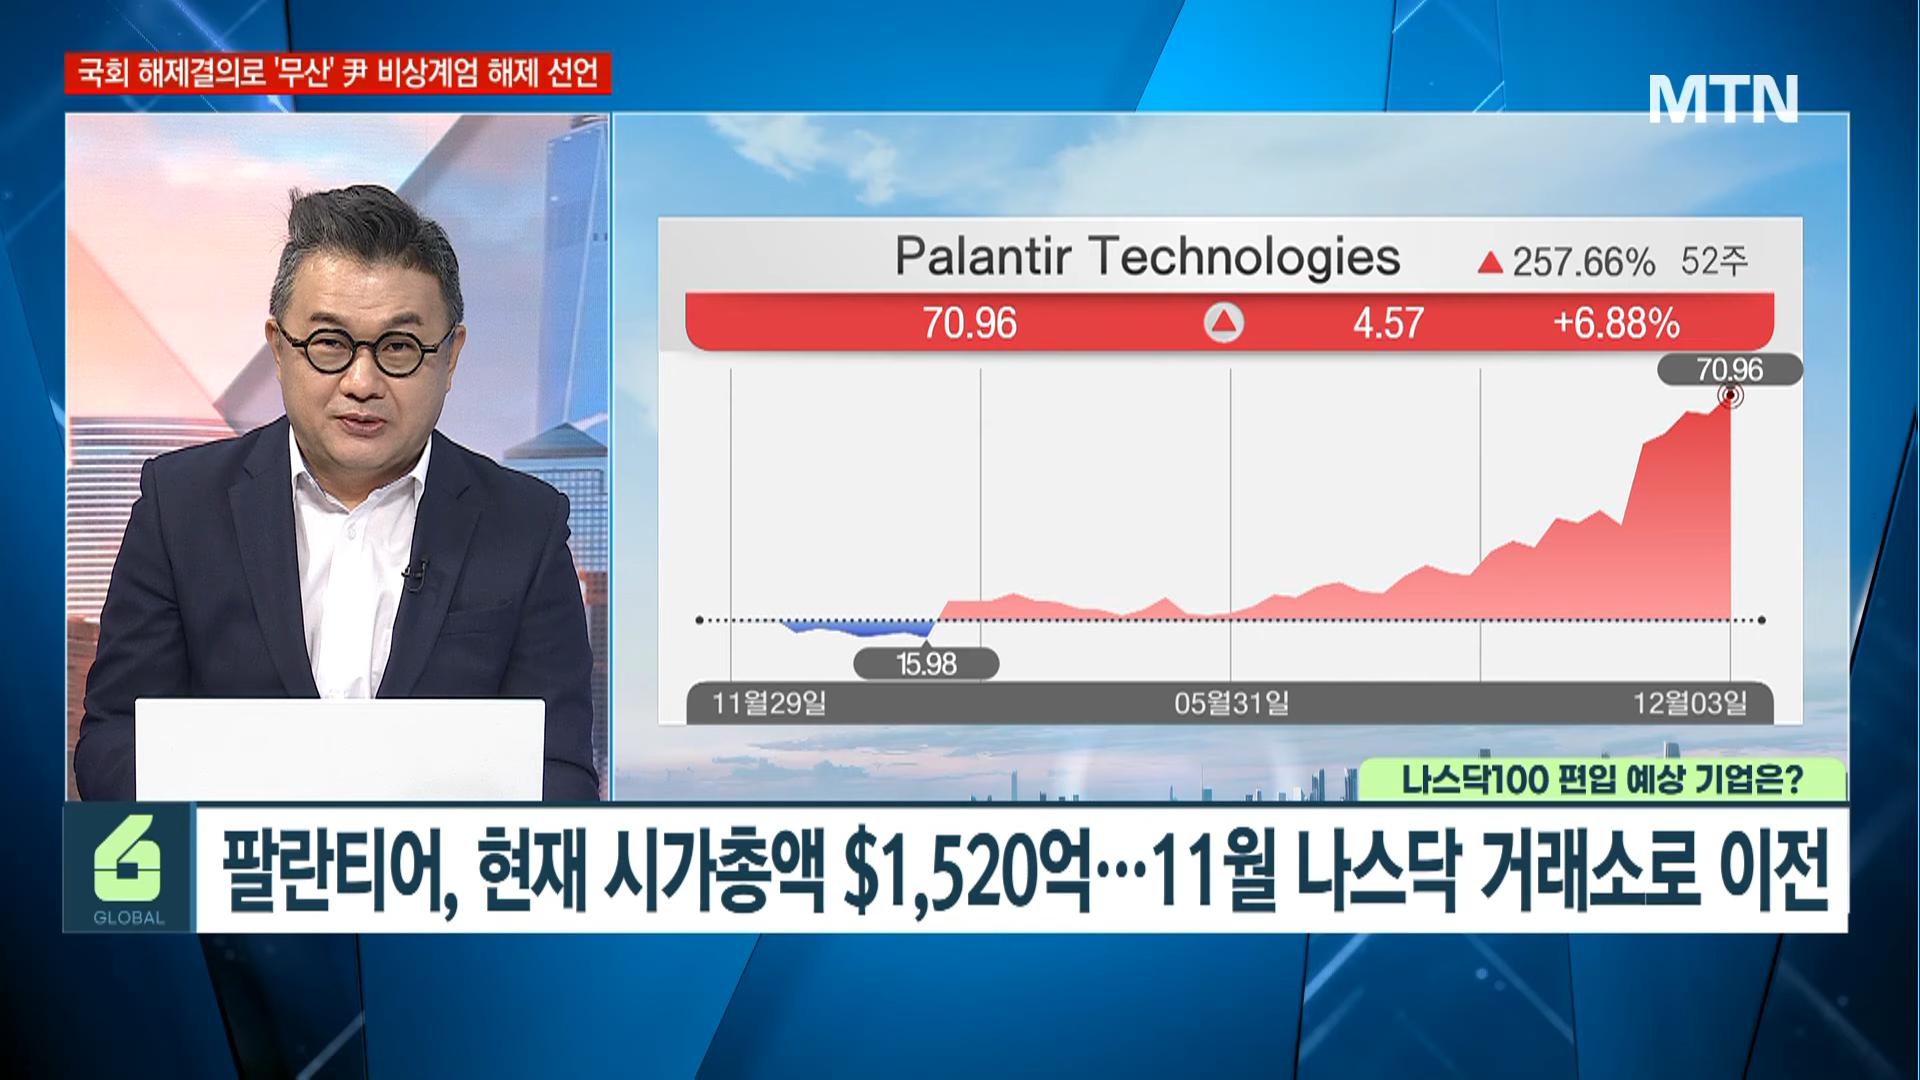 국회 해제결의로 '무산' 尹 비상계엄 해제 선언
MTN
Palantir Technologies ▲ 257.66% 52주
70.96 ▲ 4.57 +6.88%
70.96
15.98
11월29일 05월31일 12월03일
나스닥100 편입 예상 기업은?
6 GLOBAL
팔란티어, 현재 시가총액 $1,520억…11월 나스닥 거래소로 이전